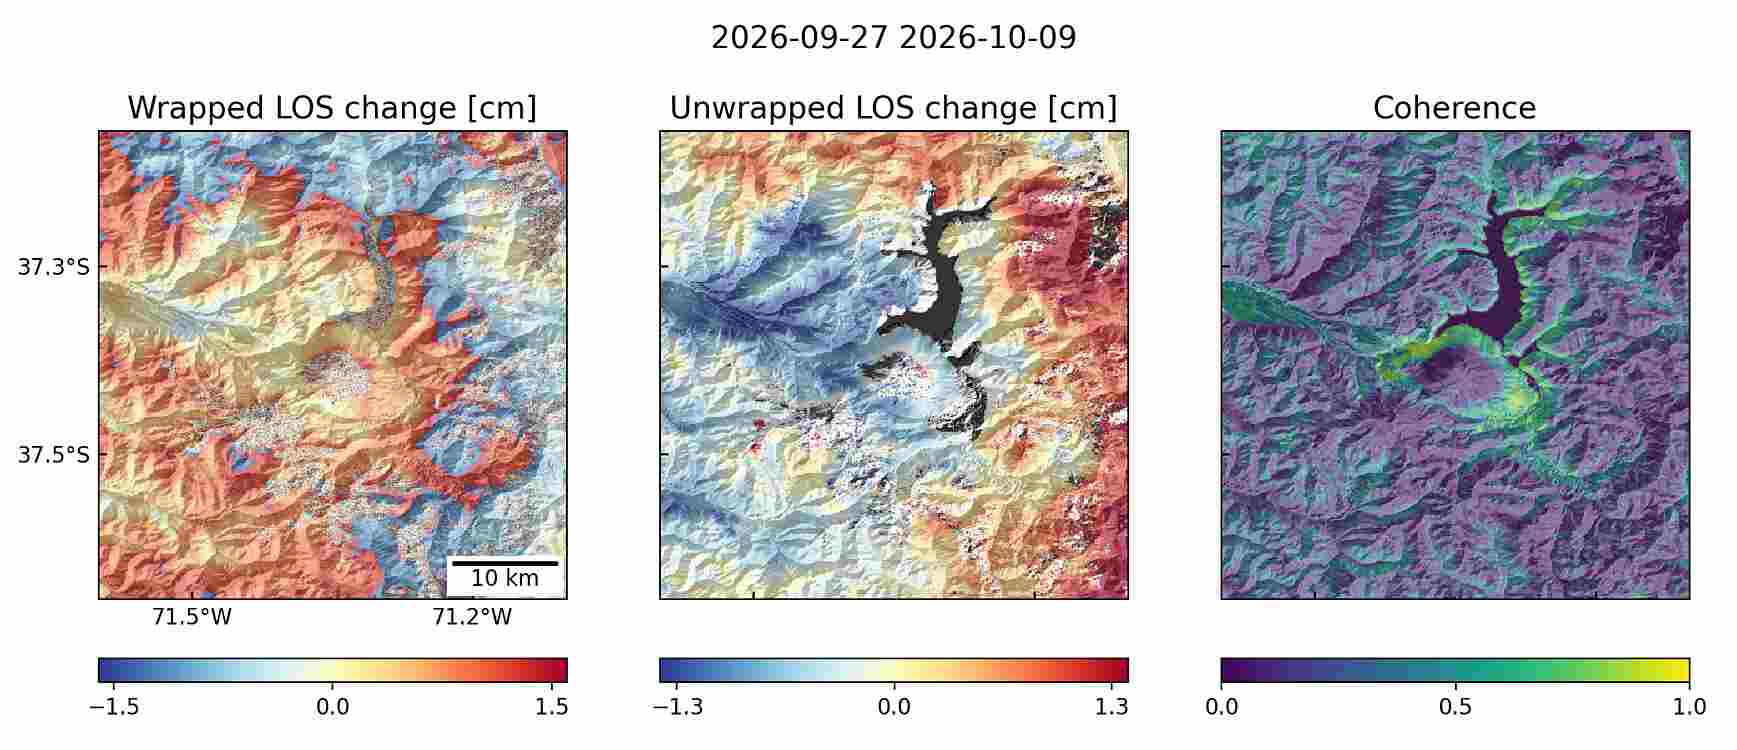 2026-09-27 2026-10-09
Wrapped LOS change [cm]
Unwrapped LOS change [cm]
Coherence
37.3°S
37.5°S
10 km
71.5°W
71.2°W
−1.5
0.0
1.5
−1.3
0.0
1.3
0.0
0.5
1.0